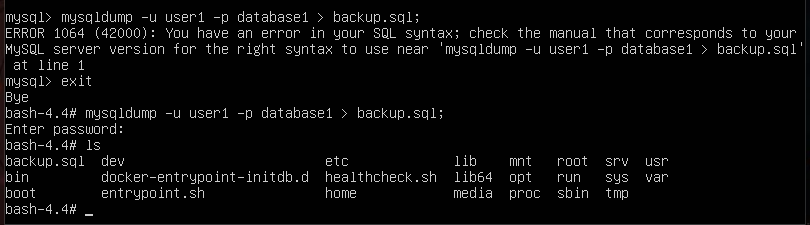 mysql> mysqldump -u user1 -p database1 > backup.sql;
ERROR 1064 (42000): You have an error in your SQL syntax; check the manual that corresponds to your
MySQL server version for the right syntax to use near 'mysqldump -u user1 -p database1 > backup.sql'
 at line 1
mysql> exit
Bye
bash-4.4# mysqldump -u user1 -p database1 > backup.sql;
Enter password:
bash-4.4# ls
backup.sql  dev                         etc             lib    mnt   root  srv  usr
bin         docker-entrypoint-initdb.d  healthcheck.sh  lib64  opt   run   sys  var
boot        entrypoint.sh               home            media  proc  sbin  tmp
bash-4.4# _